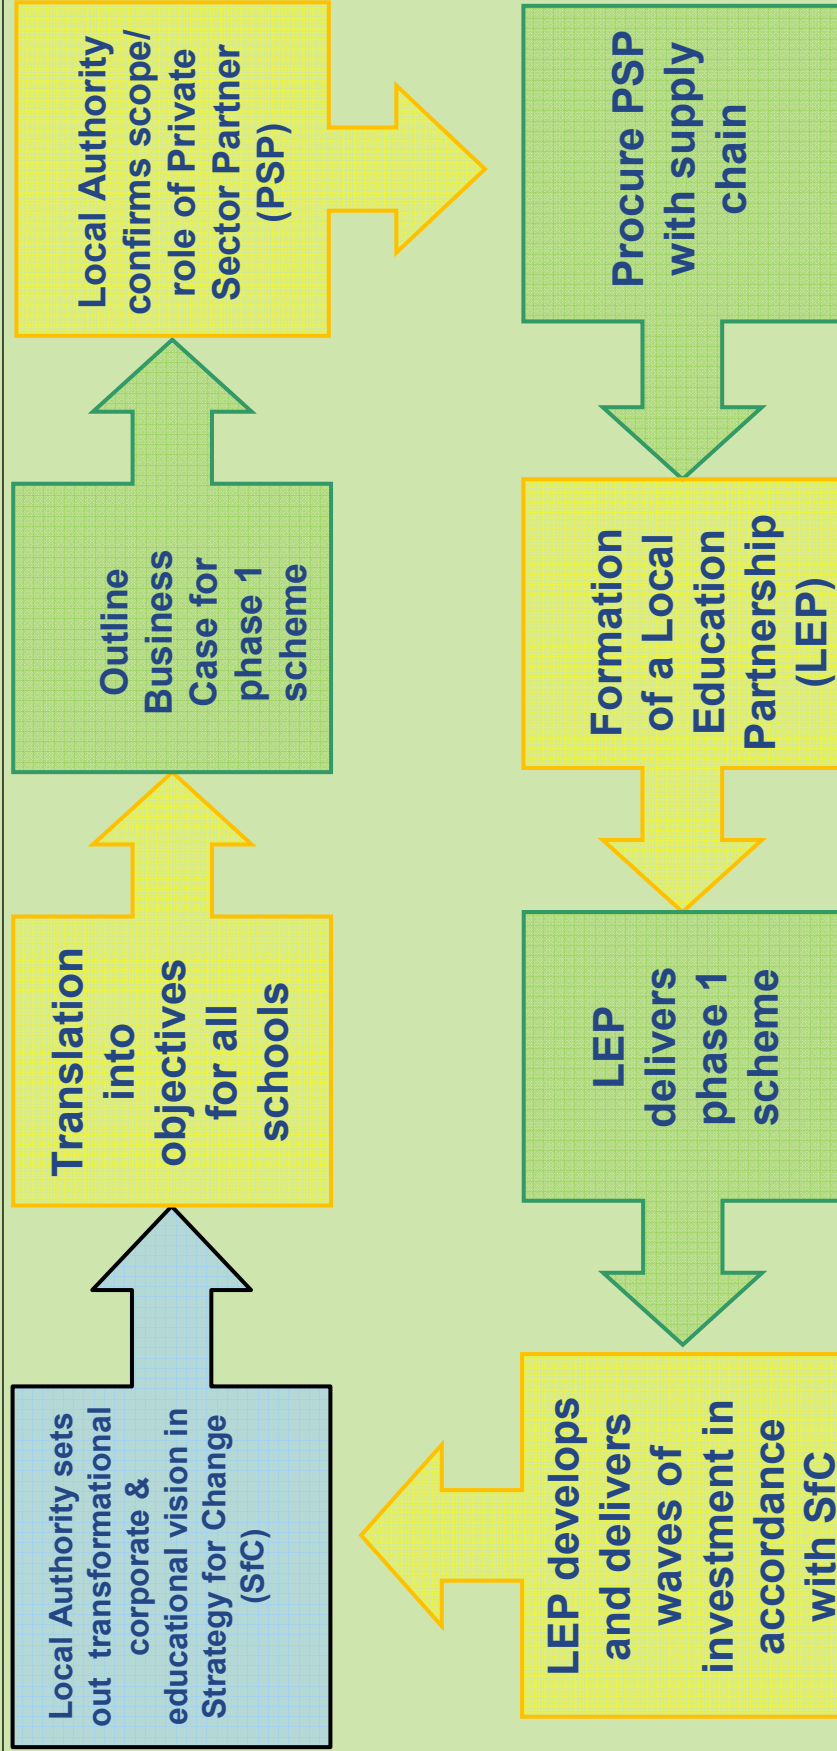 Local Authority sets
out transformational
corporate &
educational vision in
Strategy for Change
(SfC)
Translation
into
objectives
for all
schools
Outline
Business
Case for
phase 1
scheme
Local Authority
confirms scope/
role of Private
Sector Partner
(PSP)
Procure PSP
with supply
chain
Formation
of a Local
Education
Partnership
(LEP)
LEP
delivers
phase 1
scheme
LEP develops
and delivers
waves of
investment in
accordance
with SfC